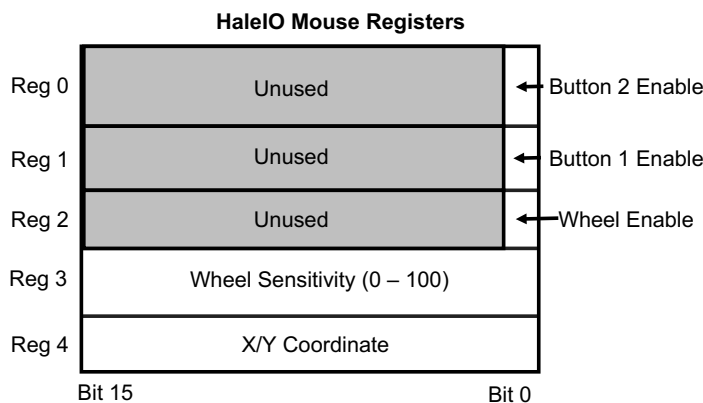 HaleIO Mouse Registers
Reg 0 Unused Button 2 Enable
Reg 1 Unused Button 1 Enable
Reg 2 Unused Wheel Enable
Reg 3 Wheel Sensitivity (0 – 100)
Reg 4 X/Y Coordinate
Bit 15 Bit 0